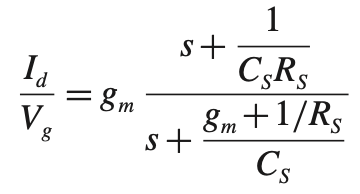 I_d/V_g = g_m (s + 1/(C_S R_S))/(s + (g_m + 1/R_S)/C_S)